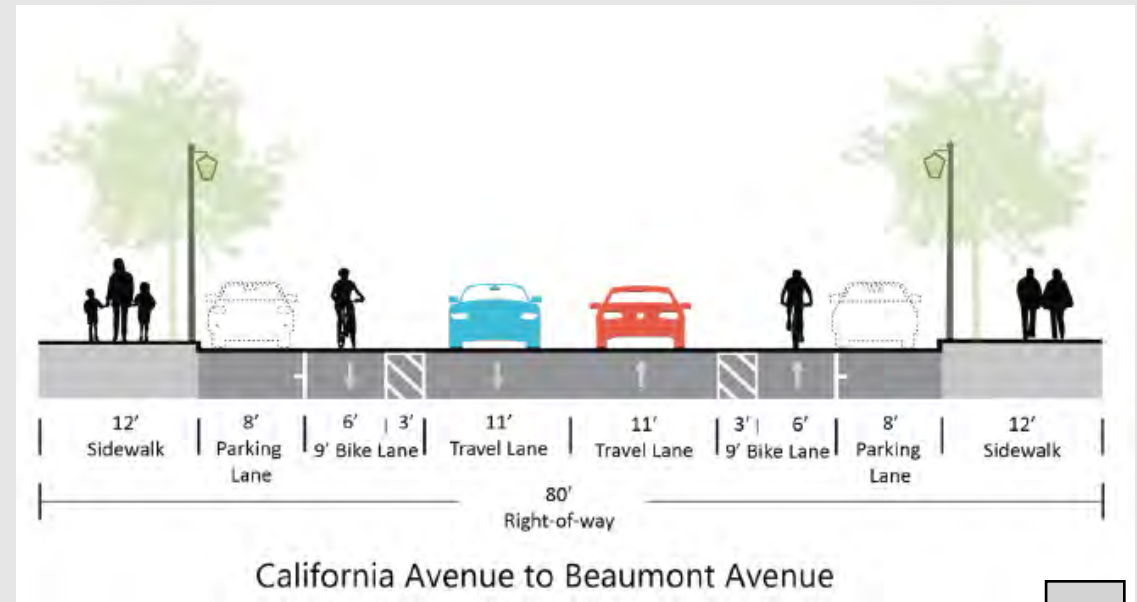 12’ 8’ 6’ 3’ 11’ 11’ 3’ 6’ 8’ 12’
Sidewalk Parking 9’ Bike Lane Travel Lane Travel Lane 9’ Bike Lane Parking Sidewalk
Lane Lane
80’
Right-of-way
California Avenue to Beaumont Avenue